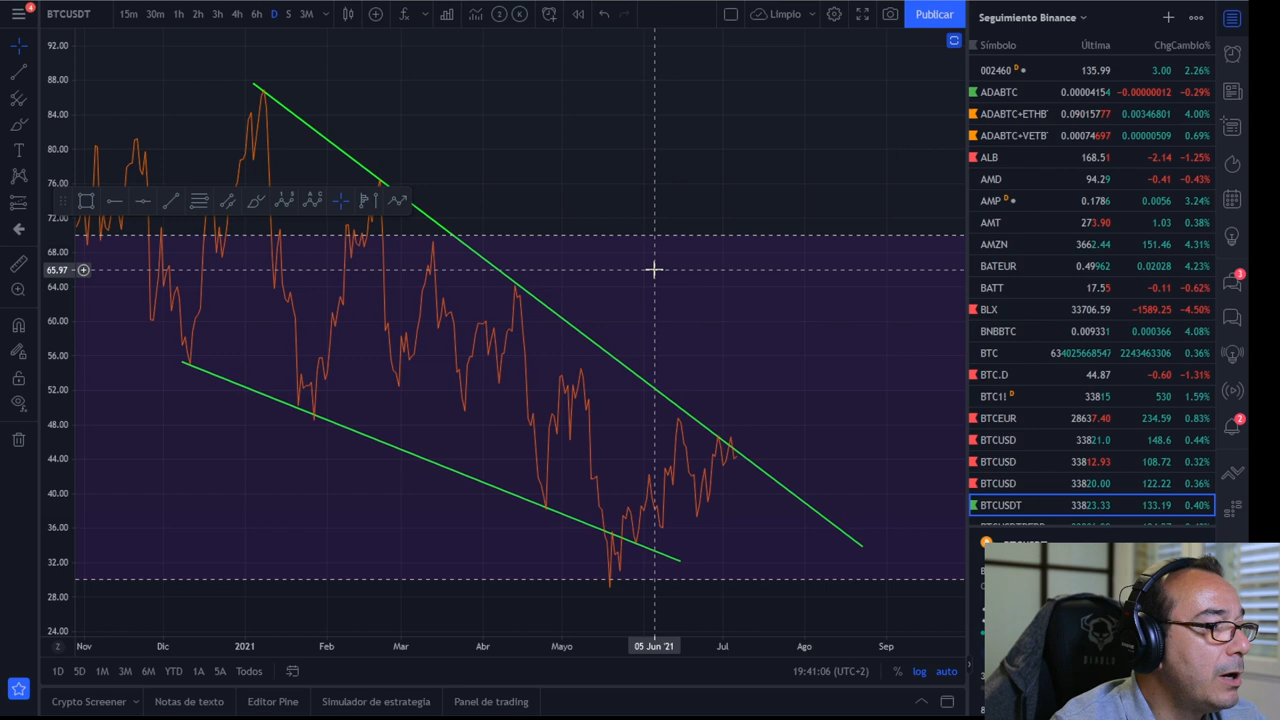 BTCUSDT 15m 30m 1h 2h 3h 4h 6h D S 3M Límpio Publicar
92.00
88.00
84.00
80.00
76.00
72.00
68.00
65.97
64.00
60.00
56.00
52.00
48.00
44.00
40.00
36.00
32.00
28.00
24.00
Z Nov Dic 2021 Feb Mar Abr Mayo 05 Jun '21 Jul Ago Sep
1D 5D 1M 3M 6M YTD 1A 5A Todos 19:41:06 (UTC+2) % log auto
Crypto Screener Notas de texto Editor Pine Simulador de estrategia Panel de trading
Seguimiento Binance
Símbolo Última ChgCambio%
002460 D 135.99 3.00 2.26%
ADABTC 0.00004154 −0.00000012 −0.29%
ADABTC+ETHB 0.09015777 0.00346801 4.00%
ADABTC+VETB 0.00074697 0.00000509 0.69%
ALB 168.51 −2.14 −1.25%
AMD 94.29 −0.41 −0.43%
AMP D 0.1786 0.0056 3.24%
AMT 273.90 1.03 0.38%
AMZN 3662.44 151.46 4.31%
BATEUR 0.49962 0.02028 4.23%
BATT 17.55 −0.11 −0.62%
BLX 33706.59 −1589.25 −4.50%
BNBBTC 0.009331 0.000366 4.08%
BTC 634025668547 2243463306 0.36%
BTC.D 44.87 −0.60 −1.31%
BTC1! D 33815 530 1.59%
BTCEUR 28637.40 234.59 0.83%
BTCUSD 33821.0 148.6 0.44%
BTCUSD 33812.93 108.72 0.32%
BTCUSD 33820.00 122.22 0.36%
BTCUSDT 33823.33 133.19 0.40%
DIABLO